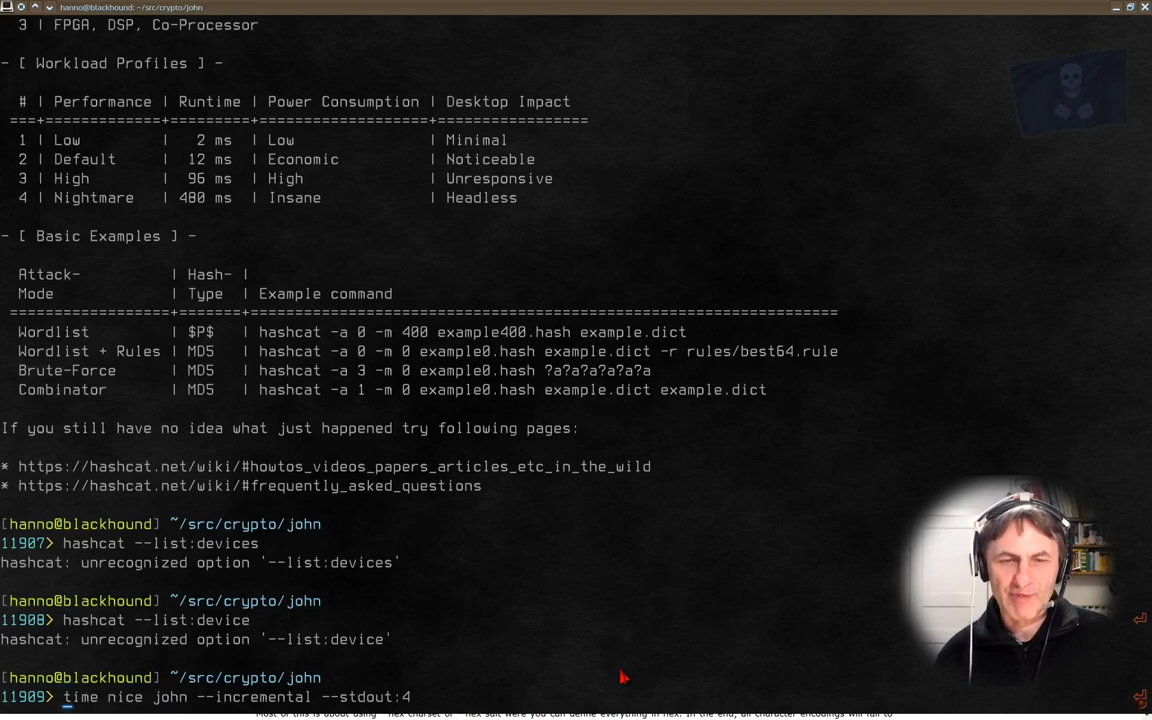 hanno@blackhound: ~/src/crypto/john
3 | FPGA, DSP, Co-Processor
- [ Workload Profiles ] -
# | Performance | Runtime | Power Consumption | Desktop Impact
===+=============+=========+===================+=================
1 | Low | 2 ms | Low | Minimal
2 | Default | 12 ms | Economic | Noticeable
3 | High | 96 ms | High | Unresponsive
4 | Nightmare | 480 ms | Insane | Headless
- [ Basic Examples ] -
Attack- | Hash- |
Mode | Type | Example command
==================+=======+==================================================================
Wordlist | $P$ | hashcat -a 0 -m 400 example400.hash example.dict
Wordlist + Rules | MD5 | hashcat -a 0 -m 0 example0.hash example.dict -r rules/best64.rule
Brute-Force | MD5 | hashcat -a 3 -m 0 example0.hash ?a?a?a?a?a?a
Combinator | MD5 | hashcat -a 1 -m 0 example0.hash example.dict example.dict
If you still have no idea what just happened try following pages:
* https://hashcat.net/wiki/#howtos_videos_papers_articles_etc_in_the_wild
* https://hashcat.net/wiki/#frequently_asked_questions
[hanno@blackhound] ~/src/crypto/john
11907> hashcat --list:devices
hashcat: unrecognized option '--list:devices'
[hanno@blackhound] ~/src/crypto/john
11908> hashcat --list:device
hashcat: unrecognized option '--list:device'
[hanno@blackhound] ~/src/crypto/john
11909> time nice john --incremental --stdout:4